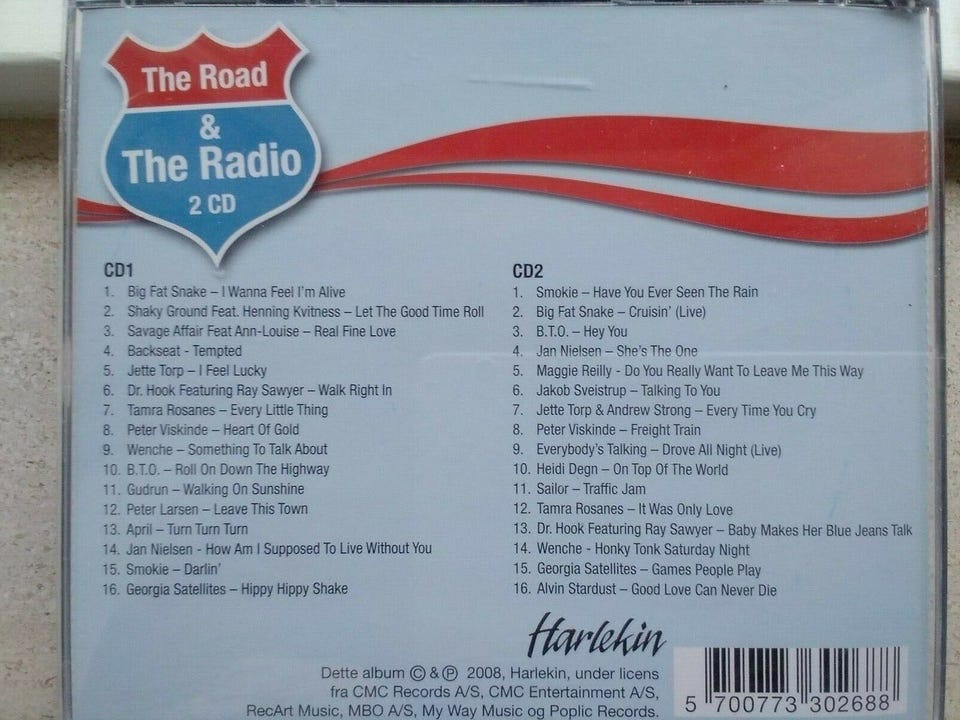 The Road
&
The Radio
2 CD
CD1
1. Big Fat Snake – I Wanna Feel I'm Alive
2. Shaky Ground Feat. Henning Kvitness – Let The Good Time Roll
3. Savage Affair Feat Ann-Louise – Real Fine Love
4. Backseat - Tempted
5. Jette Torp – I Feel Lucky
6. Dr. Hook Featuring Ray Sawyer – Walk Right In
7. Tamra Rosanes – Every Little Thing
8. Peter Viskinde – Heart Of Gold
9. Wenche – Something To Talk About
10. B.T.O. – Roll On Down The Highway
11. Gudrun – Walking On Sunshine
12. Peter Larsen – Leave This Town
13. April – Turn Turn Turn
14. Jan Nielsen - How Am I Supposed To Live Without You
15. Smokie – Darlin'
16. Georgia Satellites – Hippy Hippy Shake
CD2
1. Smokie – Have You Ever Seen The Rain
2. Big Fat Snake – Cruisin' (Live)
3. B.T.O. – Hey You
4. Jan Nielsen – She's The One
5. Maggie Reilly - Do You Really Want To Leave Me This Way
6. Jakob Sveistrup – Talking To You
7. Jette Torp & Andrew Strong – Every Time You Cry
8. Peter Viskinde – Freight Train
9. Everybody's Talking – Drove All Night (Live)
10. Heidi Degn – On Top Of The World
11. Sailor – Traffic Jam
12. Tamra Rosanes – It Was Only Love
13. Dr. Hook Featuring Ray Sawyer – Baby Makes Her Blue Jeans Talk
14. Wenche - Honky Tonk Saturday Night
15. Georgia Satellites – Games People Play
16. Alvin Stardust – Good Love Can Never Die
Harlekin
Dette album © & ℗ 2008, Harlekin, under licens
fra CMC Records A/S, CMC Entertainment A/S,
RecArt Music, MBO A/S, My Way Music og Poplic Records.
5 700773 302688